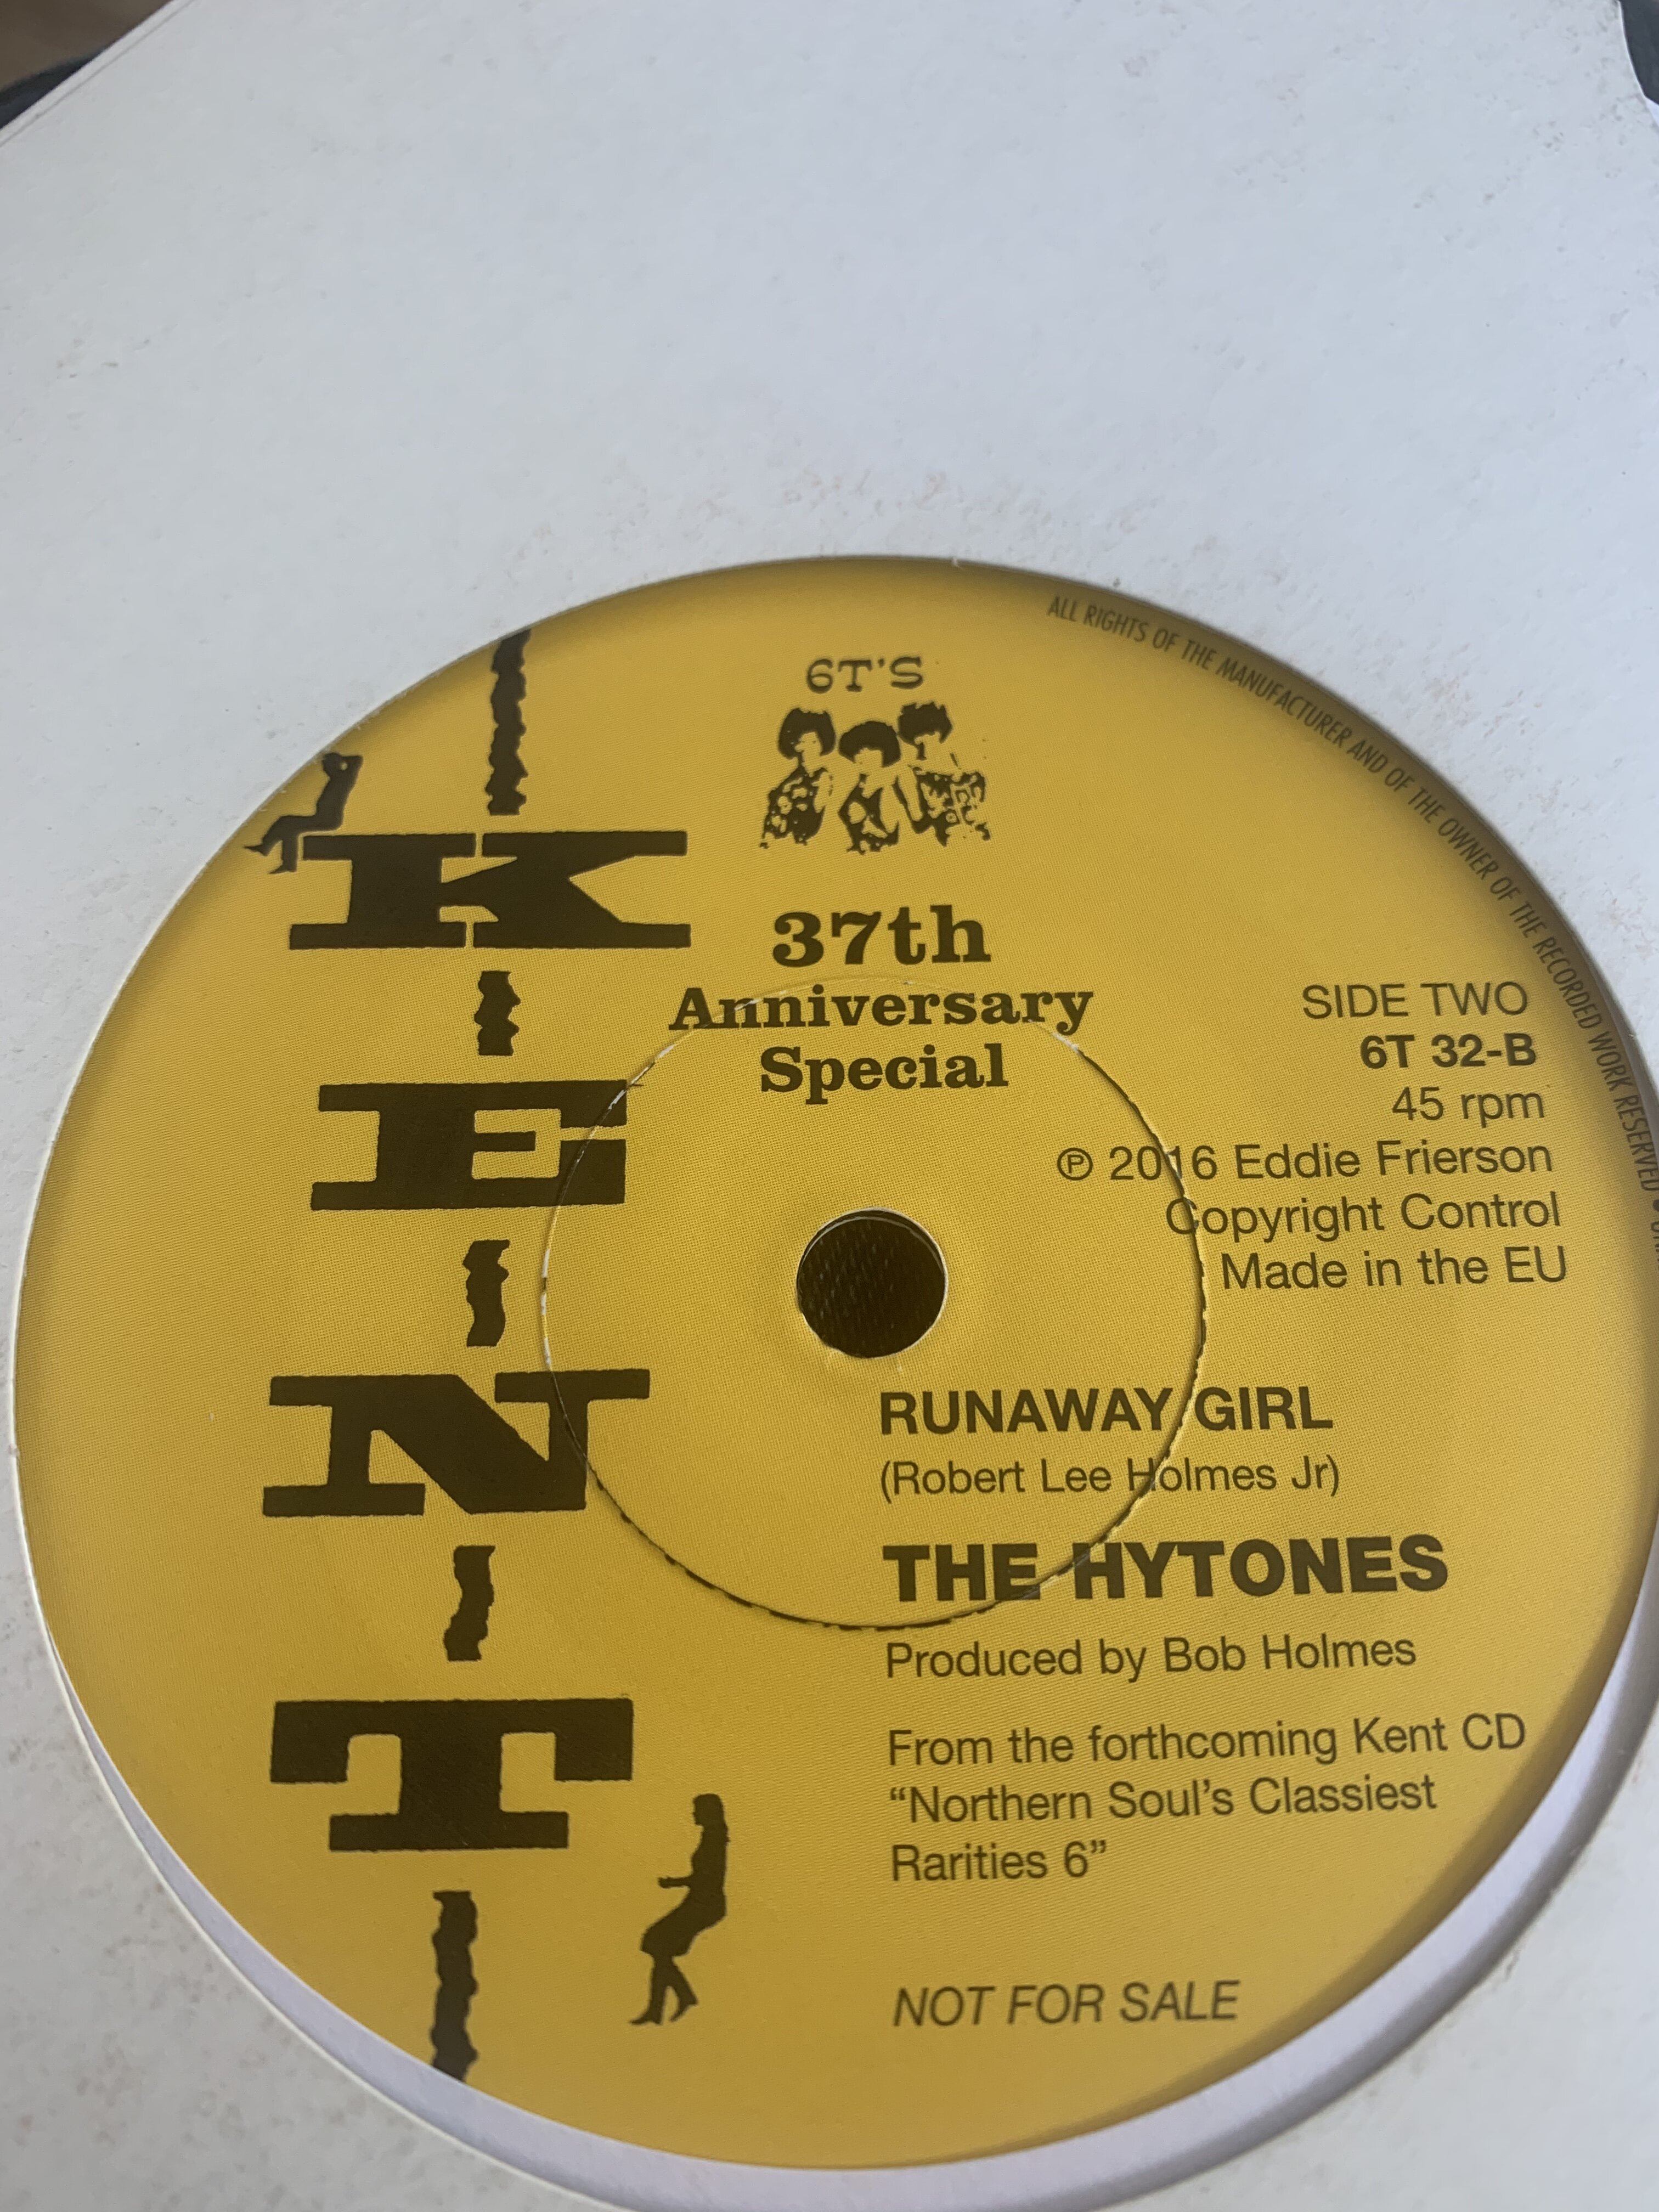 6T'S
37th
Anniversary
Special
KENT
SIDE TWO
6T 32-B
45 rpm
℗ 2016 Eddie Frierson
Copyright Control
Made in the EU
RUNAWAY GIRL
(Robert Lee Holmes Jr)
THE HYTONES
Produced by Bob Holmes
From the forthcoming Kent CD
“Northern Soul’s Classiest
Rarities 6”
NOT FOR SALE
ALL RIGHTS OF THE MANUFACTURER AND OF THE OWNER OF THE RECORDED WORK RESERVED •